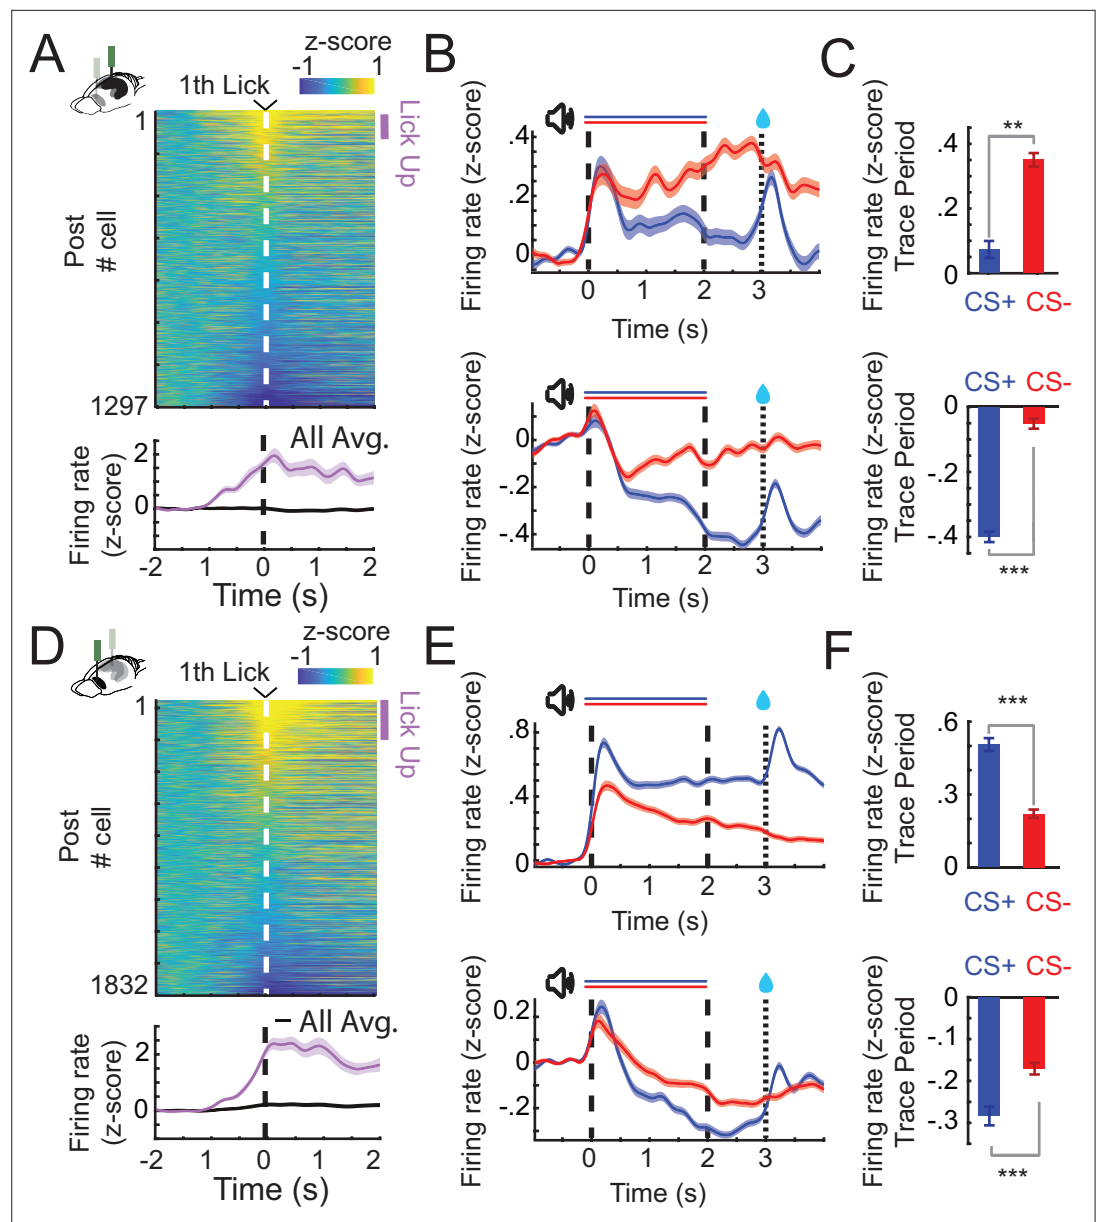 A
z-score
-1 1
1th Lick
1
Lick Up
Post
# cell
1297
All Avg.
Firing rate
(z-score)
2
0
-2 1 0 1 2
Time (s)
B
Firing rate (z-score)
.4
.2
0
0 1 2 3
Time (s)
Firing rate (z-score)
0
-.2
-.4
0 1 2 3
Time (s)
C
Firing rate (z-score)
Trace Period
.4
.2
0
**
CS+ CS-
CS+ CS-
Firing rate (z-score)
Trace Period
0
-.2
-.4
***
D
z-score
-1 1
1th Lick
1
Lick Up
Post
# cell
1832
All Avg.
Firing rate
(z-score)
2
0
-2 -1 0 1 2
Time (s)
E
Firing rate (z-score)
.8
.4
0
0 1 2 3
Time (s)
Firing rate (z-score)
0.2
0
-.2
0 1 2 3
Time (s)
F
Firing rate (z-score)
Trace Period
.6
.3
0
***
CS+ CS-
CS+ CS-
Firing rate (z-score)
Trace Period
0
-.1
-.2
-.3
***